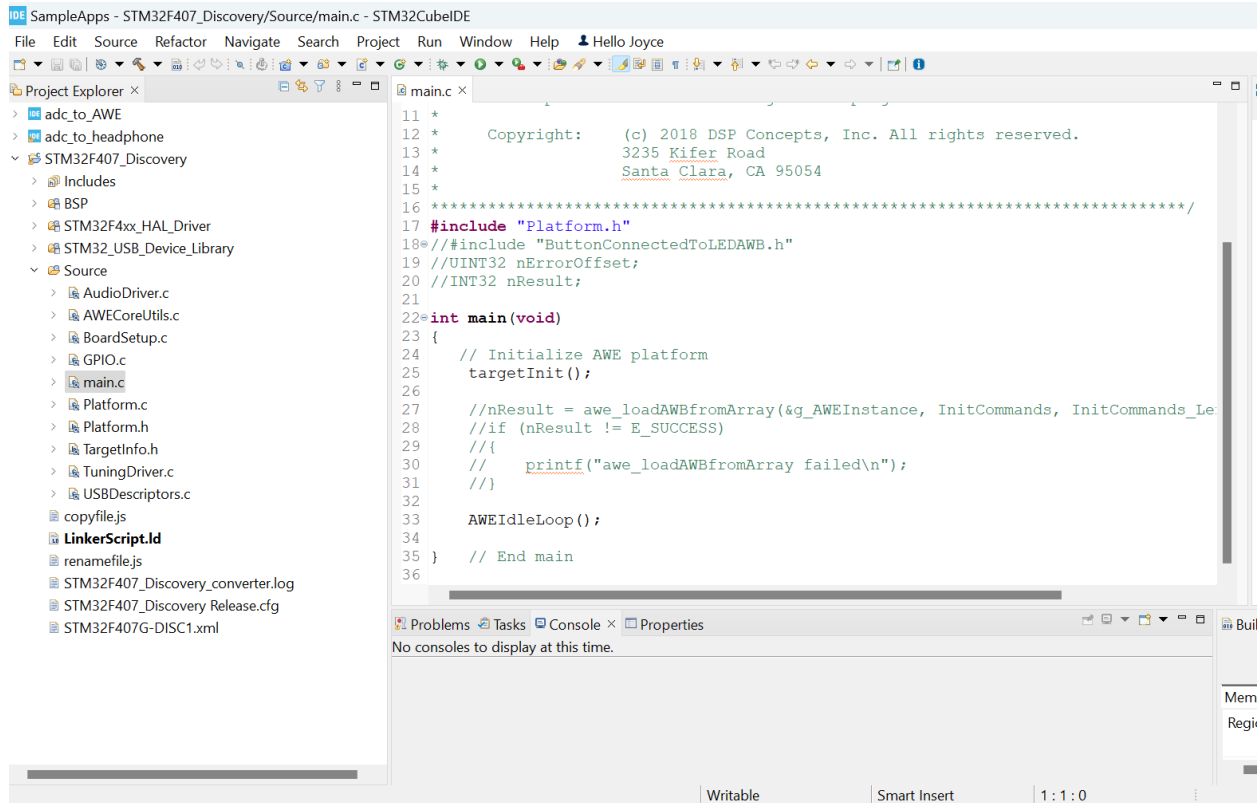 IDE SampleApps - STM32F407_Discovery/Source/main.c - STM32CubeIDE
File Edit Source Refactor Navigate Search Project Run Window Help Hello Joyce
Project Explorer ×
adc_to_AWE
adc_to_headphone
STM32F407_Discovery
Includes
BSP
STM32F4xx_HAL_Driver
STM32_USB_Device_Library
Source
AudioDriver.c
AWECoreUtils.c
BoardSetup.c
GPIO.c
main.c
Platform.c
Platform.h
TargetInfo.h
TuningDriver.c
USBDescriptors.c
copyfile.js
LinkerScript.ld
renamefile.js
STM32F407_Discovery_converter.log
STM32F407_Discovery Release.cfg
STM32F407G-DISC1.xml
main.c ×
11 *
12 * Copyright: (c) 2018 DSP Concepts, Inc. All rights reserved.
13 * 3235 Kifer Road
14 * Santa Clara, CA 95054
15 *
16 *******************************************************************************/
17 #include "Platform.h"
18 //#include "ButtonConnectedToLEDAWB.h"
19 //UINT32 nErrorOffset;
20 //INT32 nResult;
21
22 int main(void)
23 {
24 // Initialize AWE platform
25 targetInit();
26
27 //nResult = awe_loadAWBfromArray(&g_AWEInstance, InitCommands, InitCommands_Le
28 //if (nResult != E_SUCCESS)
29 //{
30 // printf("awe_loadAWBfromArray failed\n");
31 //}
32
33 AWEIdleLoop();
34
35 } // End main
36
Problems Tasks Console × Properties
No consoles to display at this time.
Buil
Mem
Regio
Writable Smart Insert 1 : 1 : 0